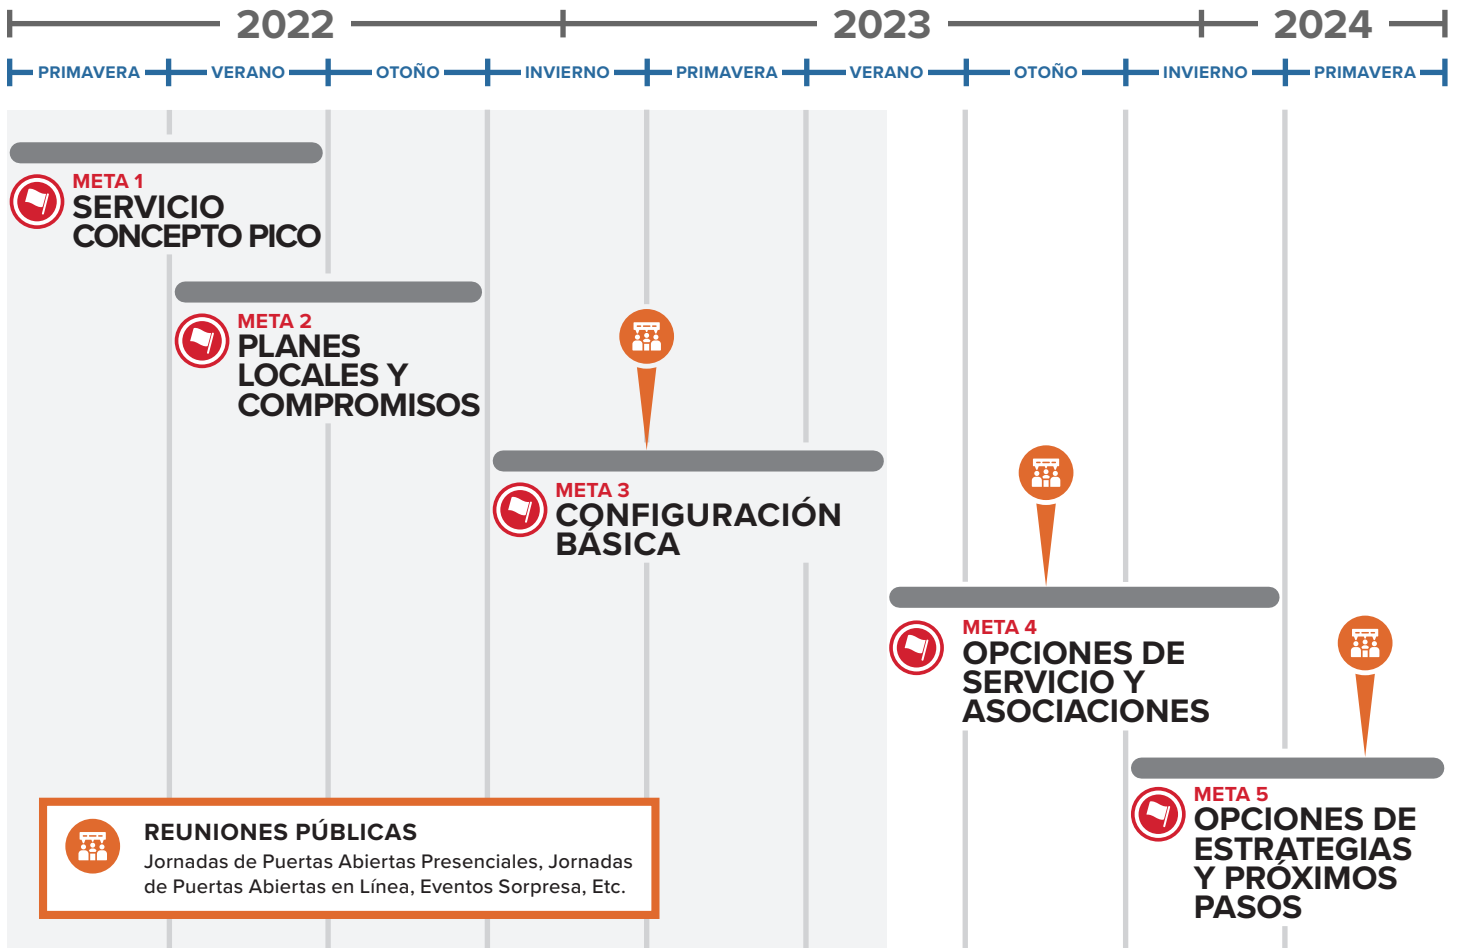 2022 2023 2024
PRIMAVERA VERANO OTOÑO INVIERNO PRIMAVERA VERANO OTOÑO INVIERNO PRIMAVERA
META 1
SERVICIO
CONCEPTO PICO
META 2
PLANES
LOCALES Y
COMPROMISOS
META 3
CONFIGURACIÓN
BÁSICA
META 4
OPCIONES DE
SERVICIO Y
ASOCIACIONES
META 5
OPCIONES DE
ESTRATEGIAS
Y PRÓXIMOS
PASOS
REUNIONES PÚBLICAS
Jornadas de Puertas Abiertas Presenciales, Jornadas
de Puertas Abiertas en Línea, Eventos Sorpresa, Etc.